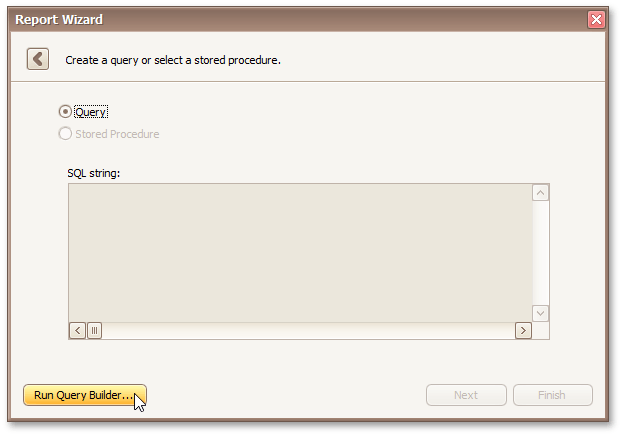 Report Wizard
Create a query or select a stored procedure.
Query
Stored Procedure
SQL string:
Run Query Builder...
Next
Finish